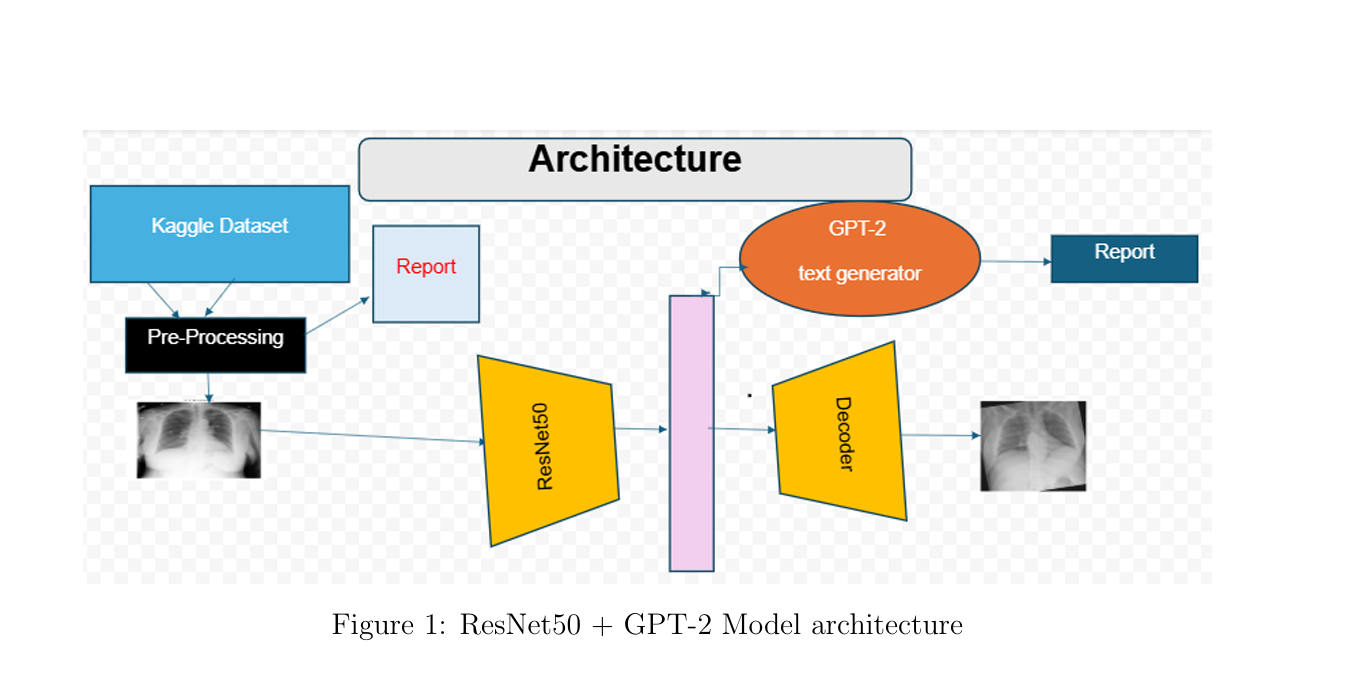 Architecture
Kaggle Dataset
GPT-2
text generator
Report
Report
Pre-Processing
ResNet50
Decoder
Figure 1: ResNet50 + GPT-2 Model architecture